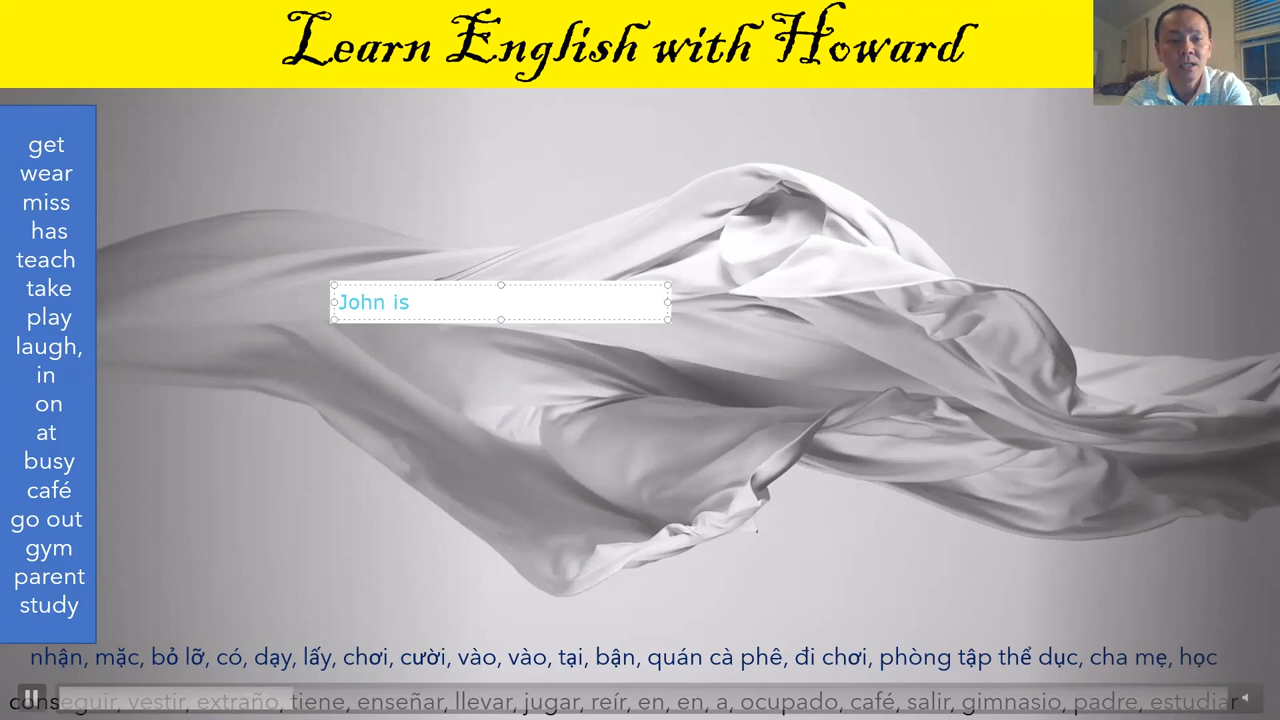 Learn English with Howard
get
wear
miss
has
teach
take
play
laugh,
in
on
at
busy
café
go out
gym
parent
study
John is
nhận, mặc, bỏ lỡ, có, dạy, lấy, chơi, cười, vào, vào, tại, bận, quán cà phê, đi chơi, phòng tập thể dục, cha mẹ, học
conseguir, vestir, extraño, tiene, enseñar, llevar, jugar, reír, en, en, a, ocupado, café, salir, gimnasio, padre, estudiar